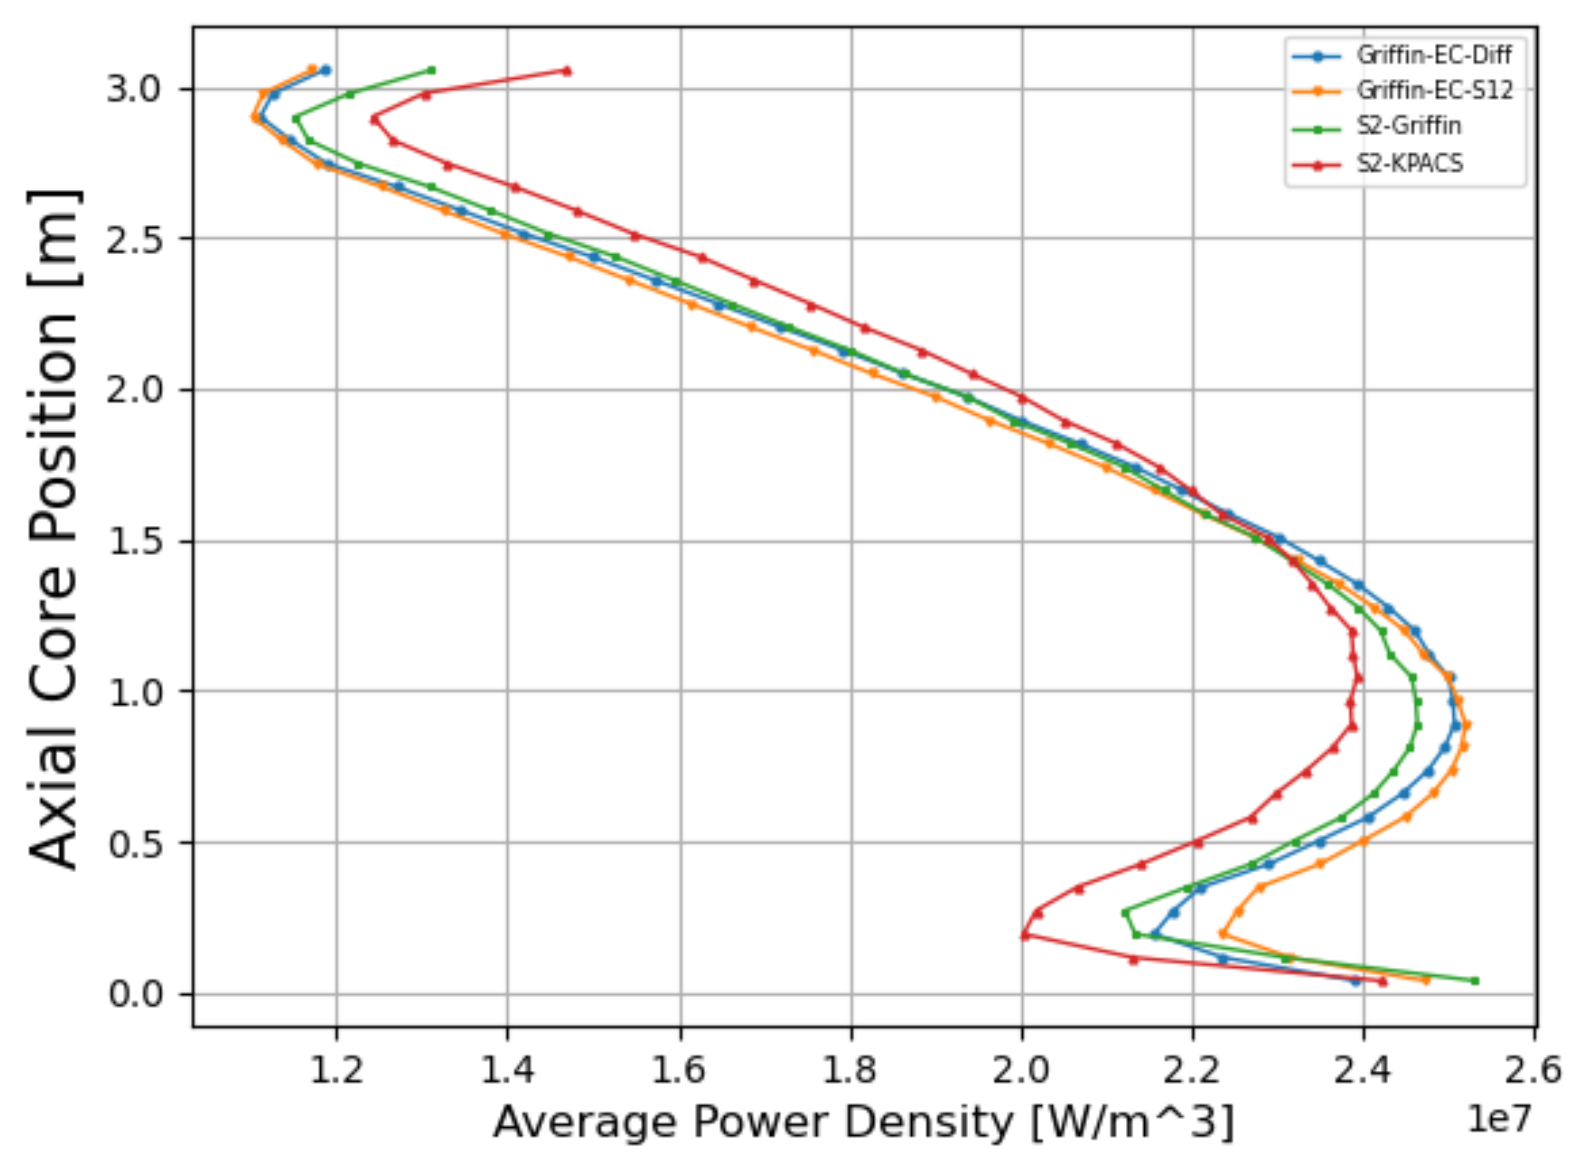 Griffin-EC-Diff
Griffin-EC-S12
S2-Griffin
S2-KPACS
Axial Core Position [m]
3.0
2.5
2.0
1.5
1.0
0.5
0.0
1.2 1.4 1.6 1.8 2.0 2.2 2.4 2.6
1e7
Average Power Density [W/m^3]